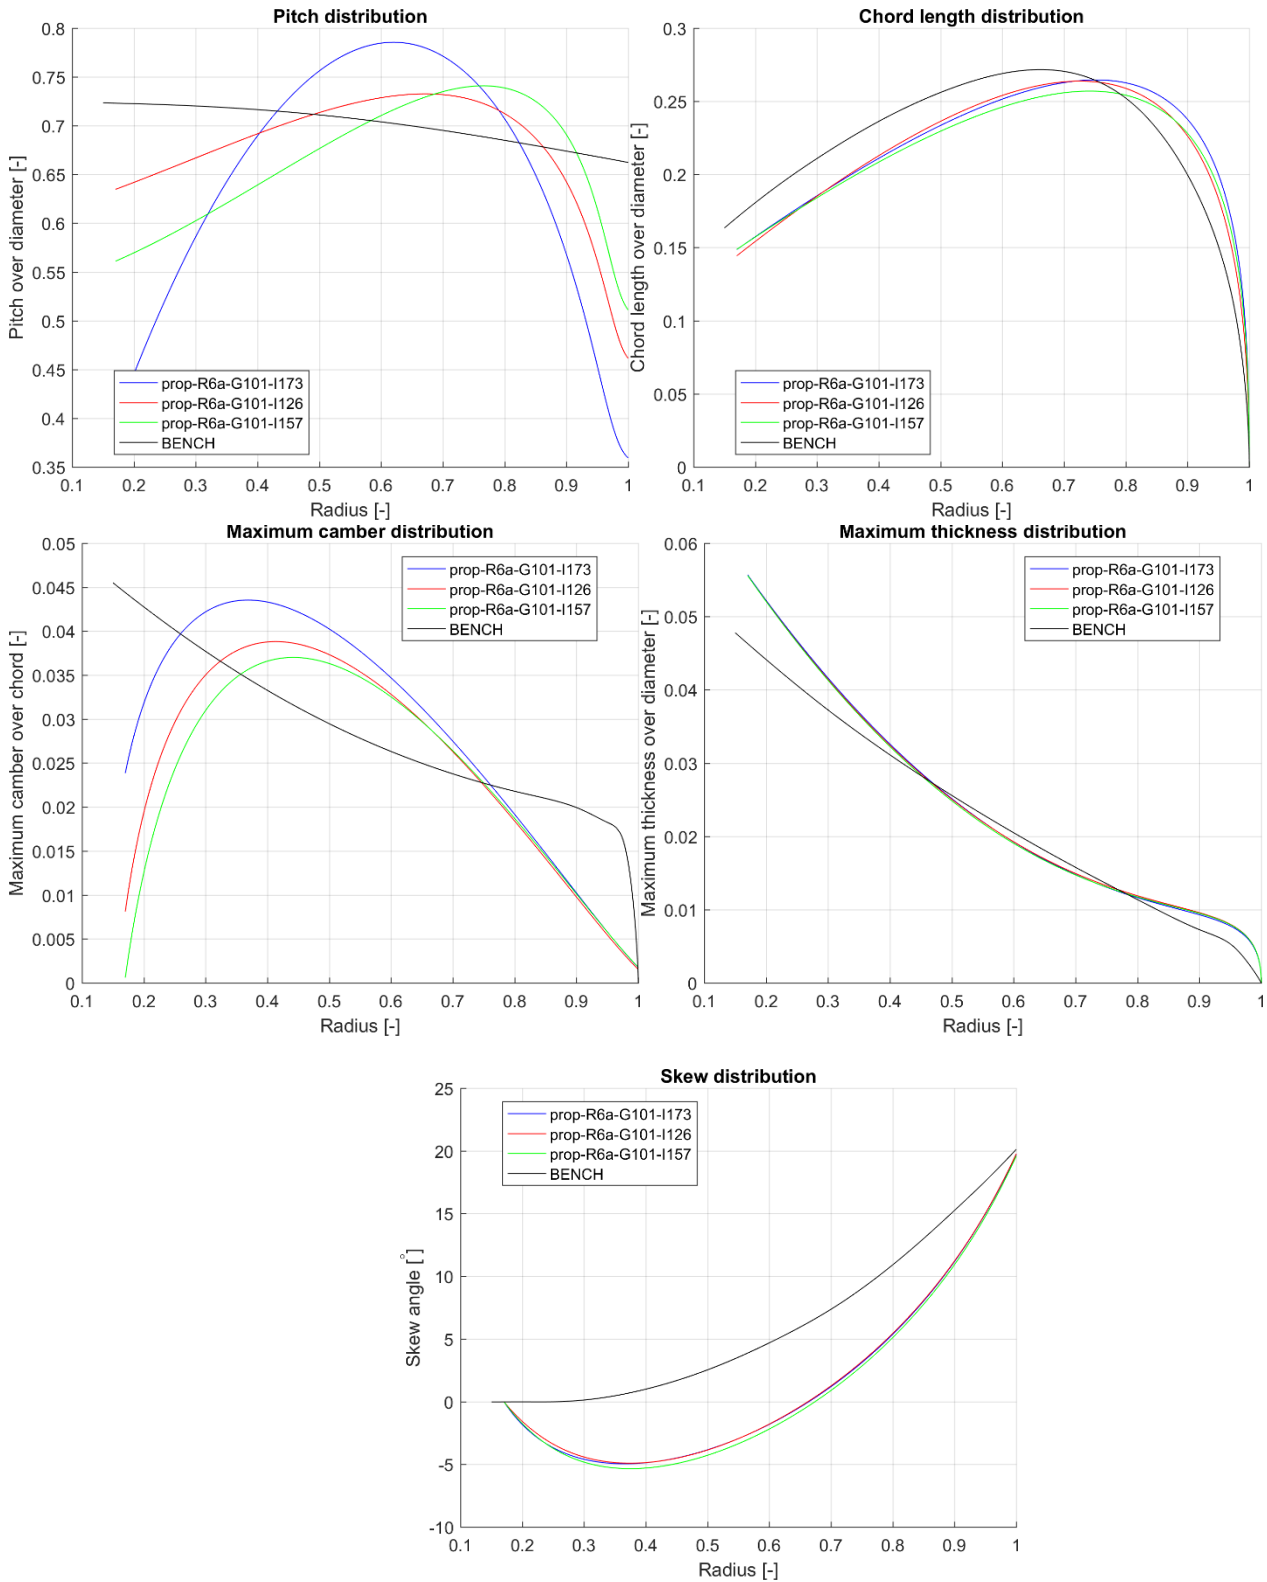 Pitch distribution
Pitch over diameter [-]
0.8
0.75
0.7
0.65
0.6
0.55
0.5
0.45
0.4
0.35
prop-R6a-G101-I173
prop-R6a-G101-I126
prop-R6a-G101-I157
BENCH
0.1 0.2 0.3 0.4 0.5 0.6 0.7 0.8 0.9 1
Radius [-]
Chord length distribution
Chord length over diameter [-]
0.3
0.25
0.2
0.15
0.1
0.05
0
prop-R6a-G101-I173
prop-R6a-G101-I126
prop-R6a-G101-I157
BENCH
0.1 0.2 0.3 0.4 0.5 0.6 0.7 0.8 0.9 1
Radius [-]
Maximum camber distribution
Maximum camber over chord [-]
0.05
0.045
0.04
0.035
0.03
0.025
0.02
0.015
0.01
0.005
0
prop-R6a-G101-I173
prop-R6a-G101-I126
prop-R6a-G101-I157
BENCH
0.1 0.2 0.3 0.4 0.5 0.6 0.7 0.8 0.9 1
Radius [-]
Maximum thickness distribution
Maximum thickness over diameter [-]
0.06
0.05
0.04
0.03
0.02
0.01
0
prop-R6a-G101-I173
prop-R6a-G101-I126
prop-R6a-G101-I157
BENCH
0.1 0.2 0.3 0.4 0.5 0.6 0.7 0.8 0.9 1
Radius [-]
Skew distribution
Skew angle [°]
25
20
15
10
5
0
-5
-10
prop-R6a-G101-I173
prop-R6a-G101-I126
prop-R6a-G101-I157
BENCH
0.1 0.2 0.3 0.4 0.5 0.6 0.7 0.8 0.9 1
Radius [-]